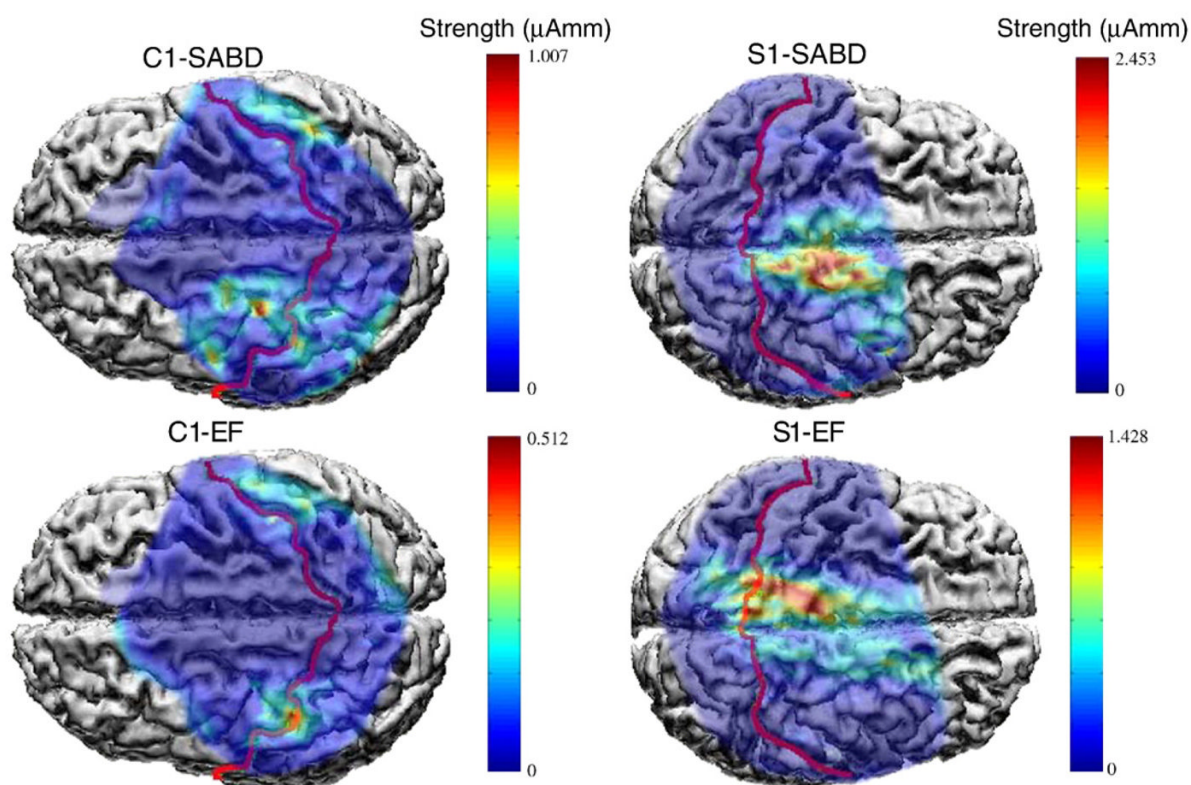 Strength (μAmm)
C1-SABD
1.007
0
Strength (μAmm)
S1-SABD
2.453
0
C1-EF
0.512
0
S1-EF
1.428
0